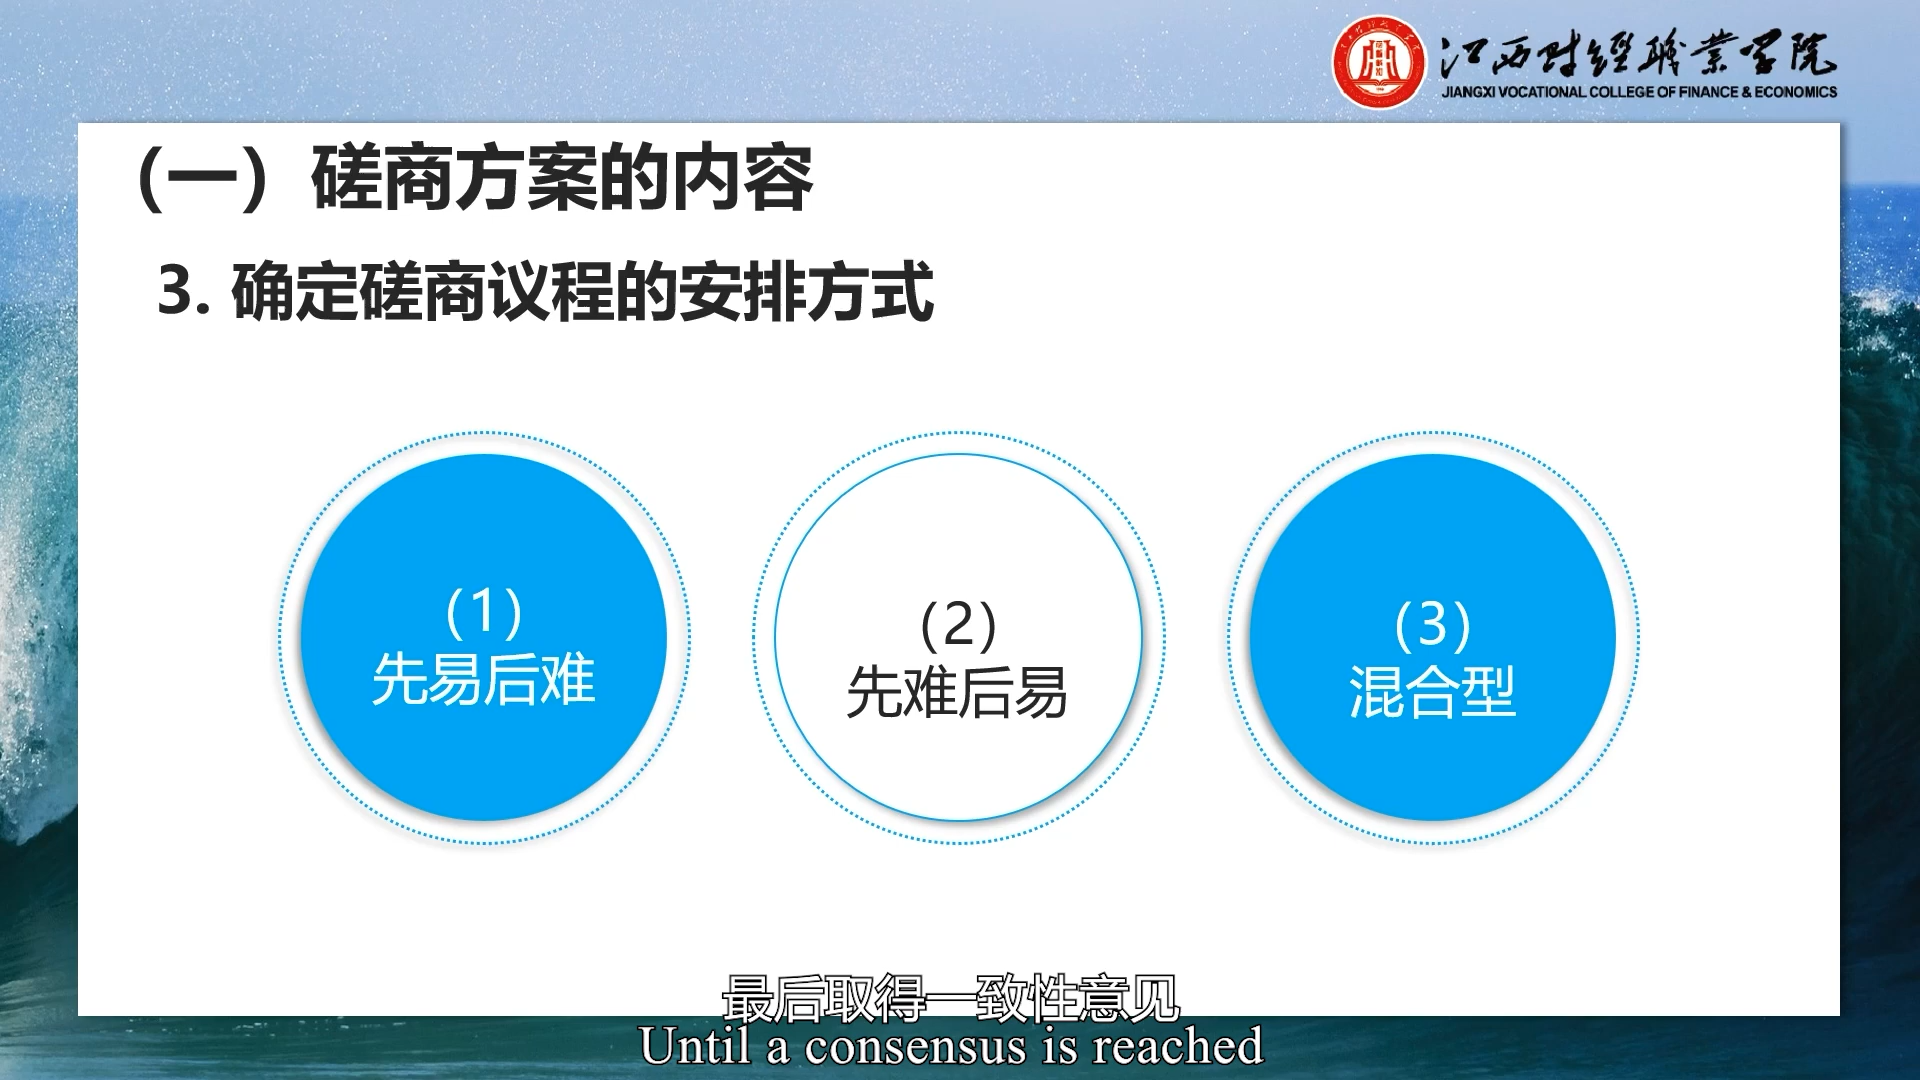 江西财经职业学院
JIANGXI VOCATIONAL COLLEGE OF FINANCE & ECONOMICS
（一）磋商方案的内容
3. 确定磋商议程的安排方式
（1）
先易后难
（2）
先难后易
（3）
混合型
最后取得一致性意见
Until a consensus is reached